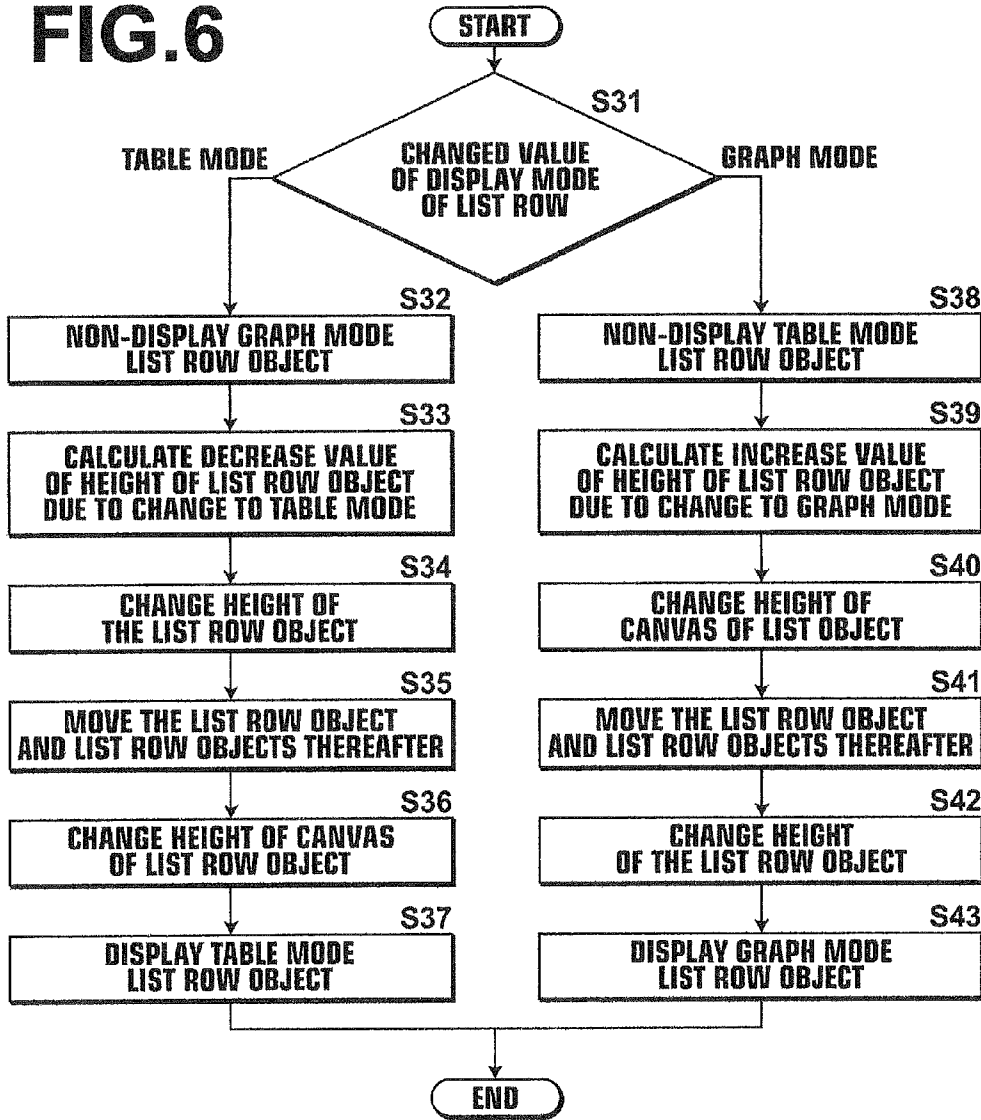 FIG.6
START
S31
CHANGED VALUE
OF DISPLAY MODE
OF LIST ROW
TABLE MODE
GRAPH MODE
S32
NON-DISPLAY GRAPH MODE
LIST ROW OBJECT
S33
CALCULATE DECREASE VALUE
OF HEIGHT OF LIST ROW OBJECT
DUE TO CHANGE TO TABLE MODE
S34
CHANGE HEIGHT OF
THE LIST ROW OBJECT
S35
MOVE THE LIST ROW OBJECT
AND LIST ROW OBJECTS THEREAFTER
S36
CHANGE HEIGHT OF CANVAS
OF LIST ROW OBJECT
S37
DISPLAY TABLE MODE
LIST ROW OBJECT
S38
NON-DISPLAY TABLE MODE
LIST ROW OBJECT
S39
CALCULATE INCREASE VALUE
OF HEIGHT OF LIST ROW OBJECT
DUE TO CHANGE TO GRAPH MODE
S40
CHANGE HEIGHT OF
CANVAS OF LIST OBJECT
S41
MOVE THE LIST ROW OBJECT
AND LIST ROW OBJECTS THEREAFTER
S42
CHANGE HEIGHT
OF THE LIST ROW OBJECT
S43
DISPLAY GRAPH MODE
LIST ROW OBJECT
END